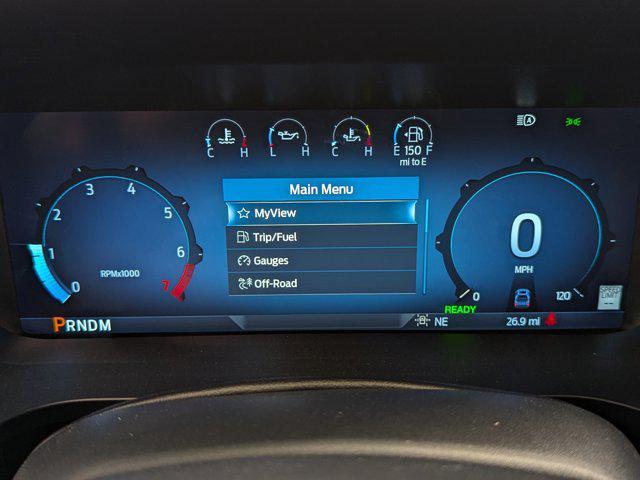 C H
L H
C H
E 150 F
mi to E
Main Menu
MyView
Trip/Fuel
Gauges
Off-Road
0
1
2
3
4
5
6
7
RPMx1000
0
MPH
0
120
SPEED
LIMIT
--
READY
PRNDM
NE
26.9 mi